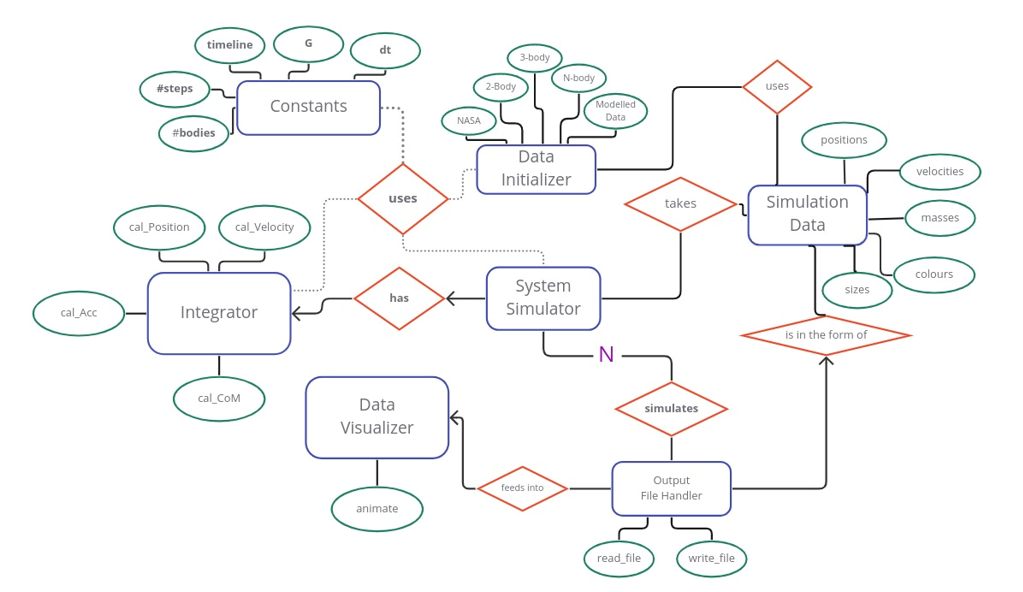 timeline
G
dt
#steps
#bodies
Constants
3-body
2-Body
N-body
NASA
Modelled
Data
Data
Initializer
uses
positions
velocities
masses
colours
sizes
Simulation
Data
uses
takes
cal_Position
cal_Velocity
Integrator
cal_Acc
cal_CoM
has
System
Simulator
is in the form of
N
simulates
Data
Visualizer
animate
feeds into
Output
File Handler
read_file
write_file